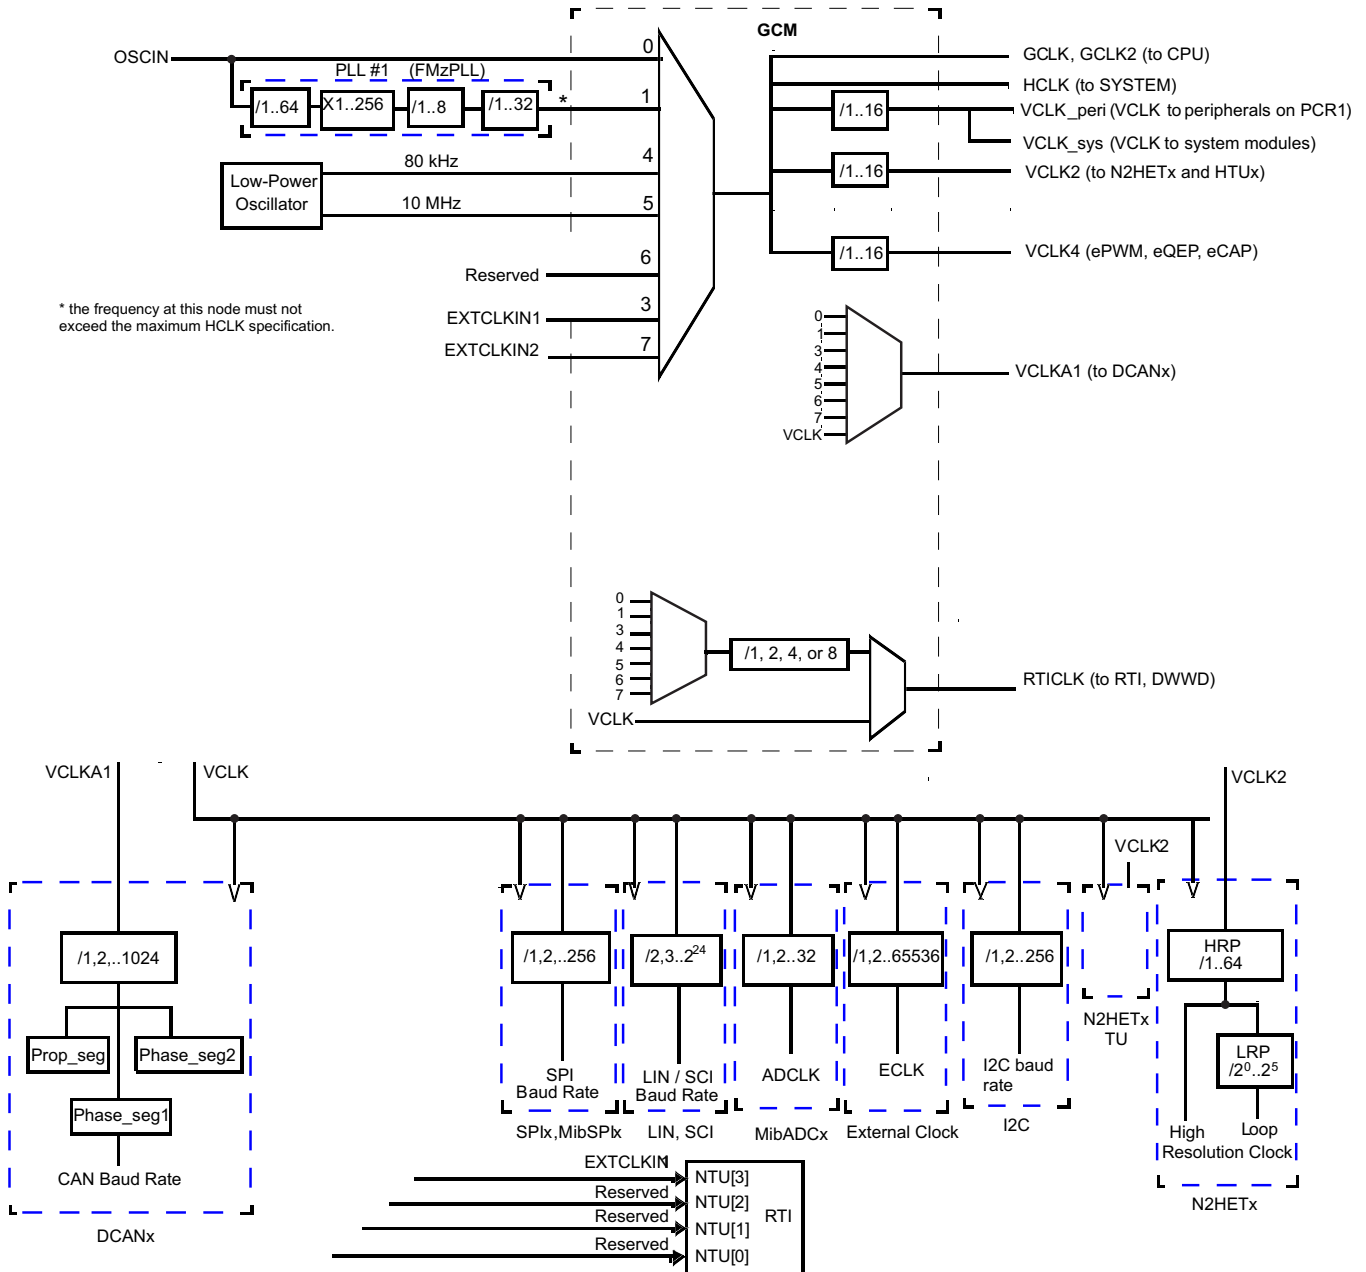 GCM
OSCIN
0
GCLK, GCLK2 (to CPU)
PLL #1 (FMzPLL)
HCLK (to SYSTEM)
/1..64
X1..256
/1..8
/1..32
*
1
/1..16
VCLK_peri (VCLK to peripherals on PCR1)
VCLK_sys (VCLK to system modules)
80 kHz
4
/1..16
VCLK2 (to N2HETx and HTUx)
Low-Power
Oscillator
10 MHz
5
/1..16
VCLK4 (ePWM, eQEP, eCAP)
6
Reserved
* the frequency at this node must not
exceed the maximum HCLK specification.
3
EXTCLKIN1
7
EXTCLKIN2
0
1
3
4
5
6
7
VCLK
VCLKA1 (to DCANx)
0
1
3
4
5
6
7
/1, 2, 4, or 8
RTICLK (to RTI, DWWD)
VCLK
VCLKA1
VCLK
VCLK2
VCLK2
/1,2,..1024
/1,2,..256
/2,3..2²⁴
/1,2..32
/1,2..65536
/1,2..256
HRP
/1..64
N2HETx
TU
Prop_seg
Phase_seg2
LRP
/2⁰..2⁵
SPI
Baud Rate
LIN / SCI
Baud Rate
ADCLK
ECLK
I2C baud
rate
Phase_seg1
High
Loop
Resolution Clock
SPIx,MibSPIx
LIN, SCI
MibADCx
External Clock
I2C
CAN Baud Rate
N2HETx
DCANx
EXTCLKIN1
NTU[3]
Reserved
NTU[2]
RTI
Reserved
NTU[1]
Reserved
NTU[0]